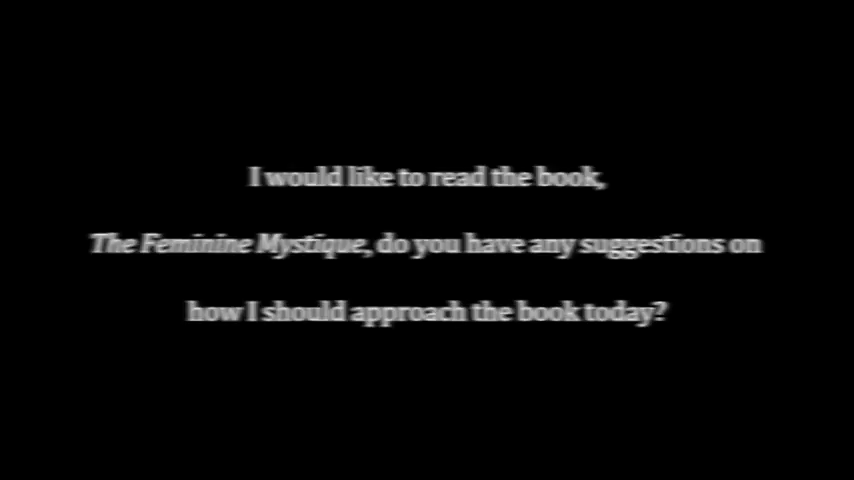 I would like to read the book,
The Feminine Mystique, do you have any suggestions on
how I should approach the book today?